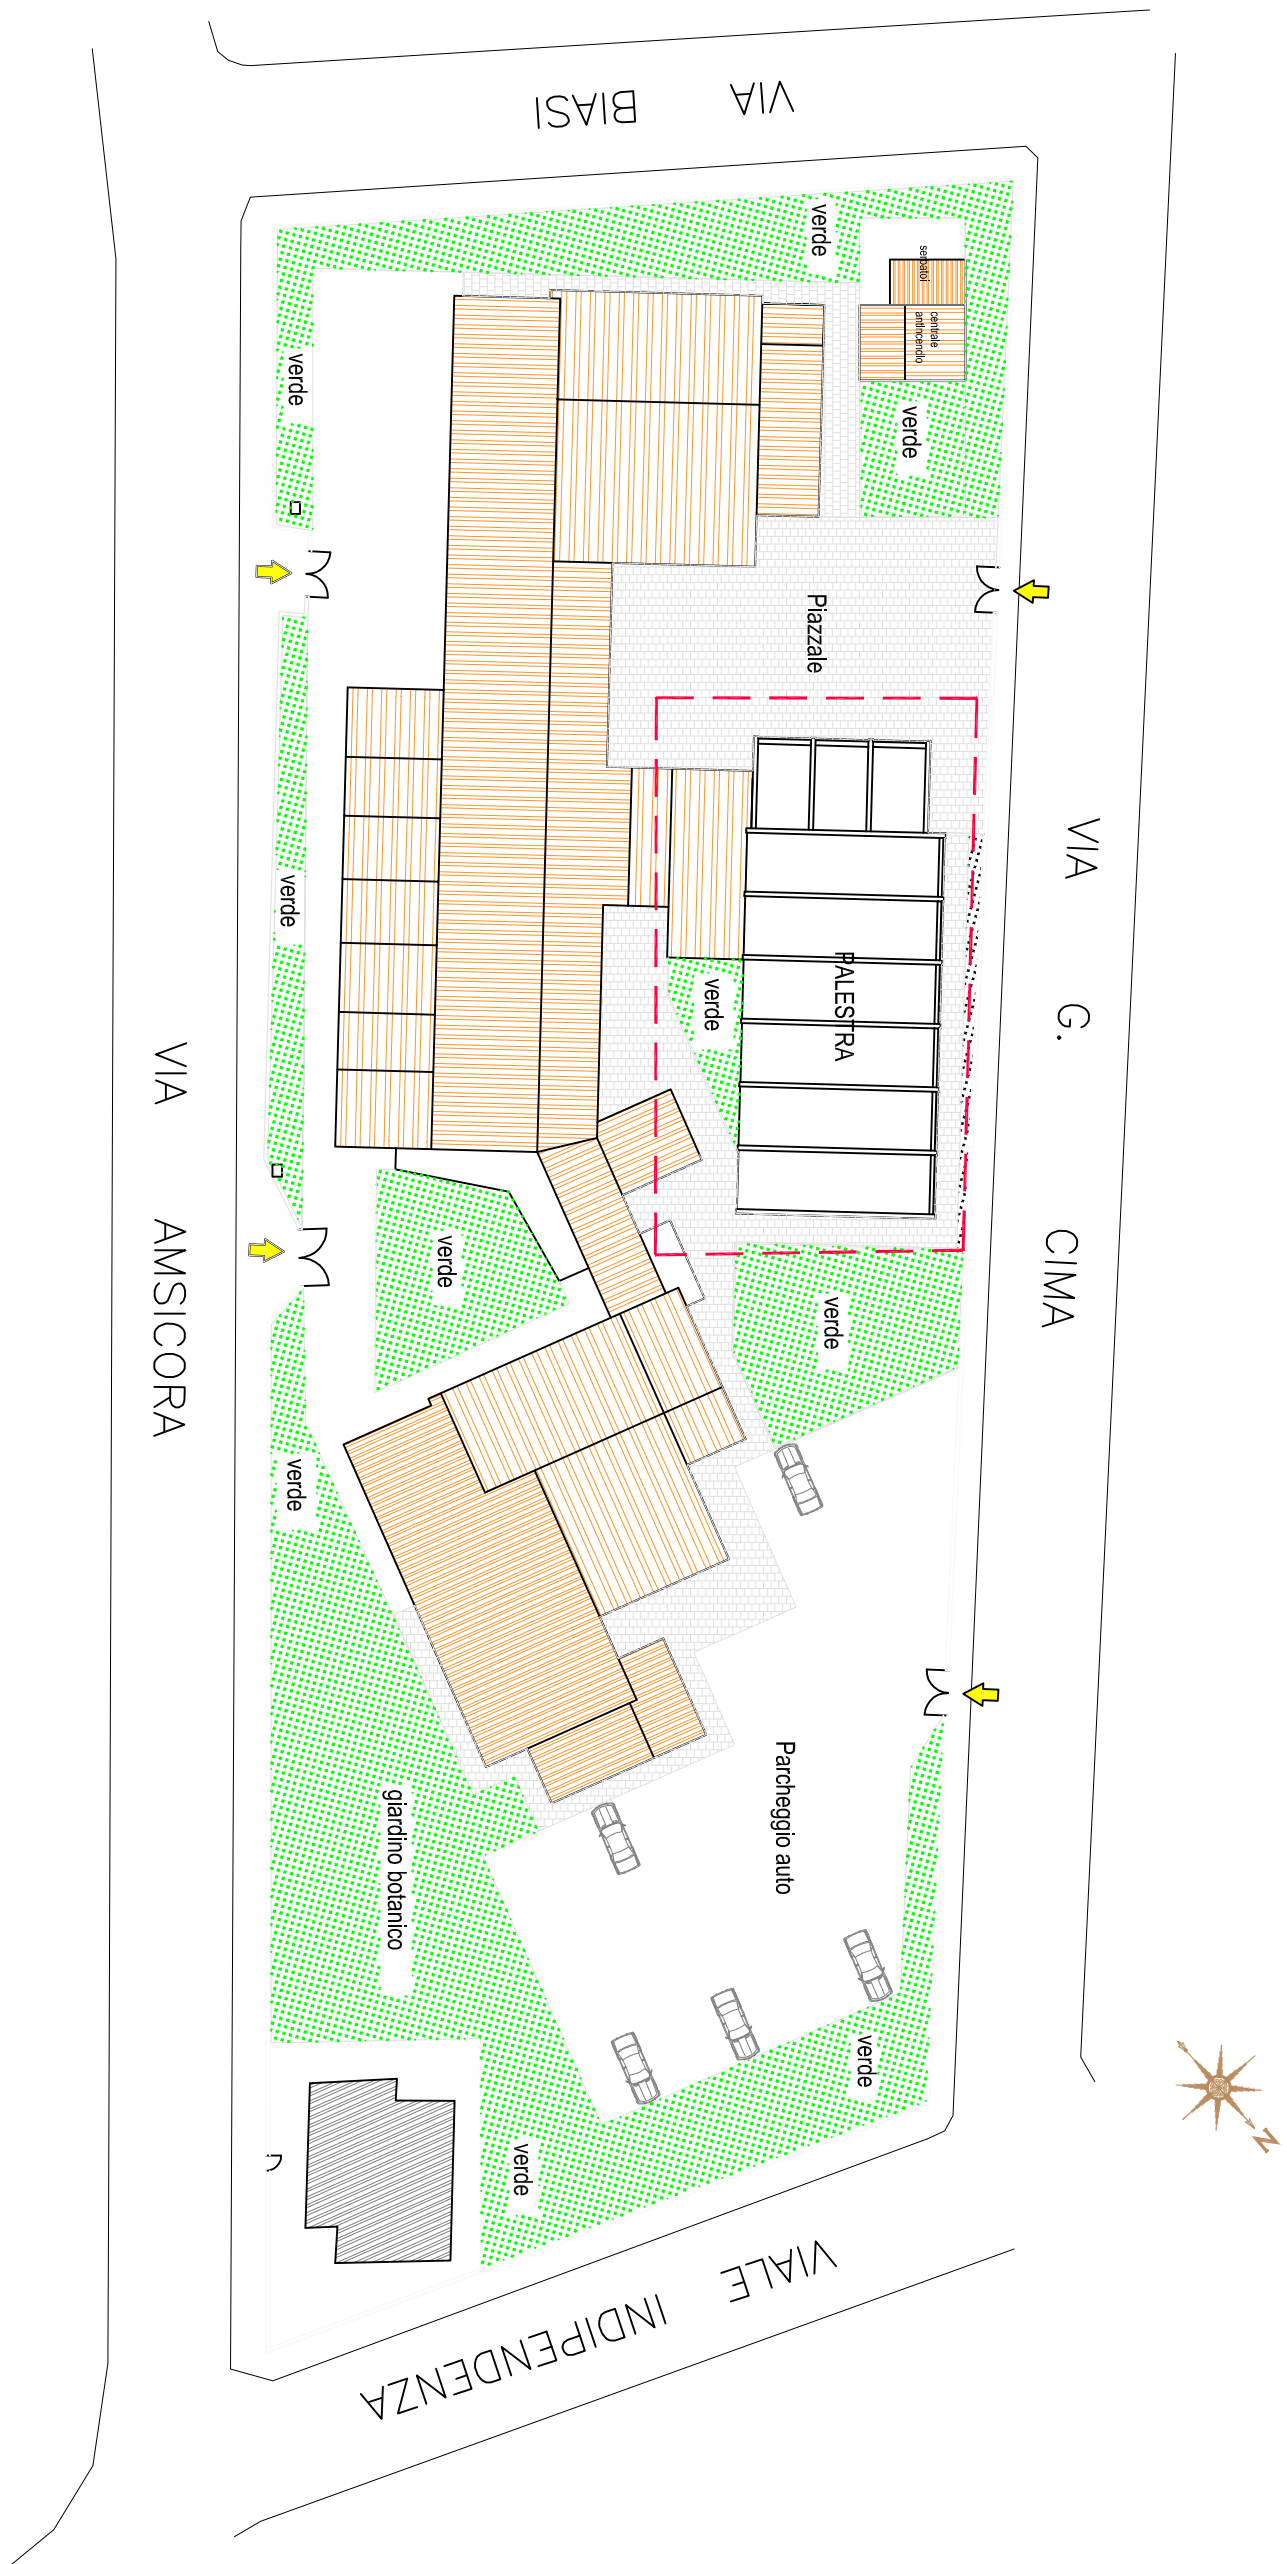 VIA BIASI
verde
serbatoi
centrale
antincendio
verde
verde
Piazzale
VIA G. CIMA
verde
PALESTRA
verde
VIA AMSICORA
verde
verde
verde
Parcheggio auto
giardino botanico
verde
verde
N
VIALE INDIPENDENZA